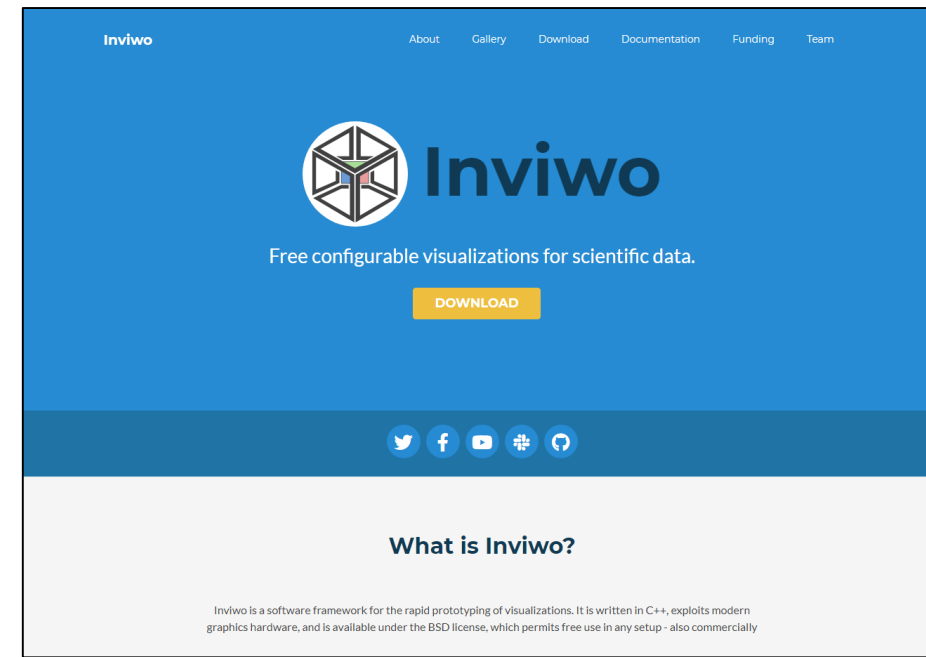 Inviwo
About Gallery Download Documentation Funding Team
Inviwo
Free configurable visualizations for scientific data.
DOWNLOAD
What is Inviwo?
Inviwo is a software framework for the rapid prototyping of visualizations. It is written in C++, exploits modern
graphics hardware, and is available under the BSD license, which permits free use in any setup - also commercially